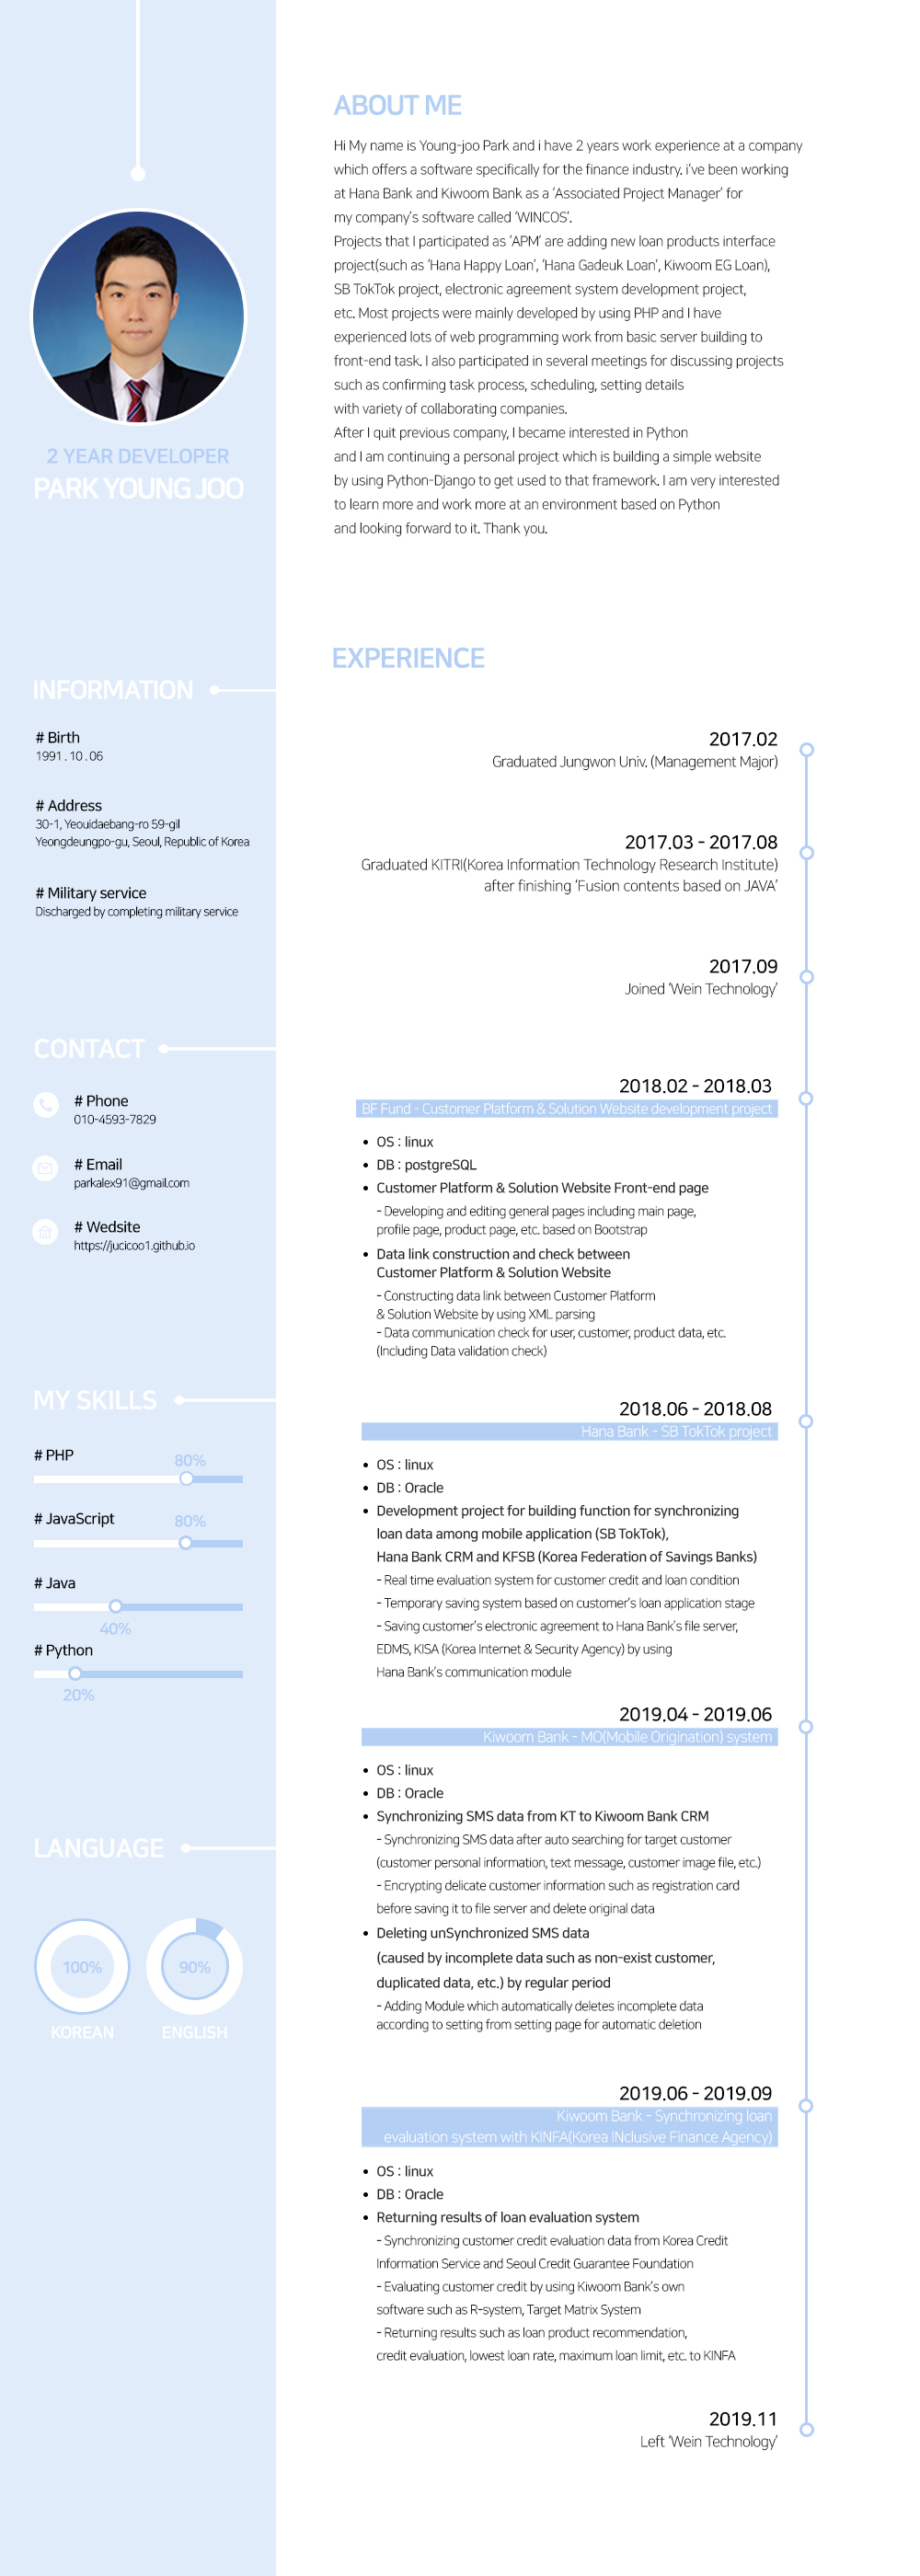 2 YEAR DEVELOPER
PARK YOUNG JOO
INFORMATION
# Birth
1991 . 10 . 06
# Address
30-1, Yeouidaebang-ro 59-gil
Yeongdeungpo-gu, Seoul, Republic of Korea
# Military service
Discharged by completing military service
CONTACT
# Phone
010-4593-7829
# Email
parkalex91@gmail.com
# Wedsite
https://jucicoo1.github.io
MY SKILLS
# PHP
80%
# JavaScript
80%
# Java
40%
# Python
20%
LANGUAGE
100%
90%
KOREAN
ENGLISH
ABOUT ME
Hi My name is Young-joo Park and i have 2 years work experience at a company
which offers a software specifically for the finance industry. i've been working
at Hana Bank and Kiwoom Bank as a 'Associated Project Manager' for
my company's software called 'WINCOS'.
Projects that I participated as 'APM' are adding new loan products interface
project(such as 'Hana Happy Loan', 'Hana Gadeuk Loan', Kiwoom EG Loan),
SB TokTok project, electronic agreement system development project,
etc. Most projects were mainly developed by using PHP and I have
experienced lots of web programming work from basic server building to
front-end task. I also participated in several meetings for discussing projects
such as confirming task process, scheduling, setting details
with variety of collaborating companies.
After I quit previous company, I became interested in Python
and I am continuing a personal project which is building a simple website
by using Python-Django to get used to that framework. I am very interested
to learn more and work more at an environment based on Python
and looking forward to it. Thank you.
EXPERIENCE
2017.02
Graduated Jungwon Univ. (Management Major)
2017.03 - 2017.08
Graduated KITRI(Korea Information Technology Research Institute)
after finishing 'Fusion contents based on JAVA'
2017.09
Joined 'Wein Technology'
2018.02 - 2018.03
BF Fund - Customer Platform & Solution Website development project
• OS : linux
• DB : postgreSQL
• Customer Platform & Solution Website Front-end page
- Developing and editing general pages including main page,
profile page, product page, etc. based on Bootstrap
• Data link construction and check between
Customer Platform & Solution Website
- Constructing data link between Customer Platform
& Solution Website by using XML parsing
- Data communication check for user, customer, product data, etc.
(Including Data validation check)
2018.06 - 2018.08
Hana Bank - SB TokTok project
• OS : linux
• DB : Oracle
• Development project for building function for synchronizing
loan data among mobile application (SB TokTok),
Hana Bank CRM and KFSB (Korea Federation of Savings Banks)
- Real time evaluation system for customer credit and loan condition
- Temporary saving system based on customer's loan application stage
- Saving customer's electronic agreement to Hana Bank's file server,
EDMS, KISA (Korea Internet & Security Agency) by using
Hana Bank's communication module
2019.04 - 2019.06
Kiwoom Bank - MO(Mobile Origination) system
• OS : linux
• DB : Oracle
• Synchronizing SMS data from KT to Kiwoom Bank CRM
- Synchronizing SMS data after auto searching for target customer
(customer personal information, text message, customer image file, etc.)
- Encrypting delicate customer information such as registration card
before saving it to file server and delete original data
• Deleting unSynchronized SMS data
(caused by incomplete data such as non-exist customer,
duplicated data, etc.) by regular period
- Adding Module which automatically deletes incomplete data
according to setting from setting page for automatic deletion
2019.06 - 2019.09
Kiwoom Bank - Synchronizing loan
evaluation system with KINFA(Korea INclusive Finance Agency)
• OS : linux
• DB : Oracle
• Returning results of loan evaluation system
- Synchronizing customer credit evaluation data from Korea Credit
Information Service and Seoul Credit Guarantee Foundation
- Evaluating customer credit by using Kiwoom Bank's own
software such as R-system, Target Matrix System
- Returning results such as loan product recommendation,
credit evaluation, lowest loan rate, maximum loan limit, etc. to KINFA
2019.11
Left 'Wein Technology'